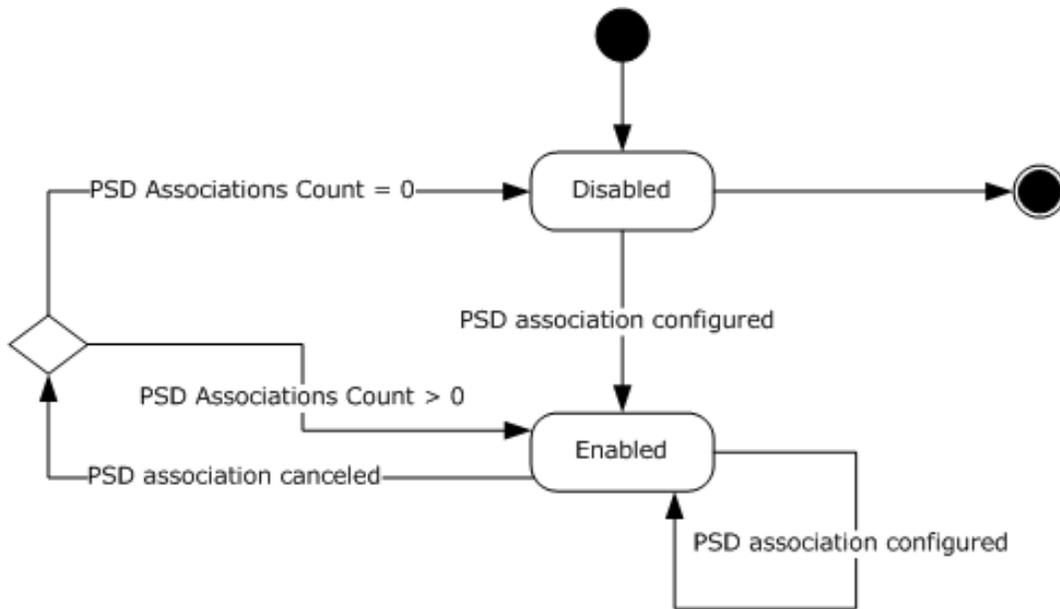 PSD Associations Count = 0
Disabled
PSD association configured
PSD Associations Count > 0
Enabled
PSD association canceled
PSD association configured